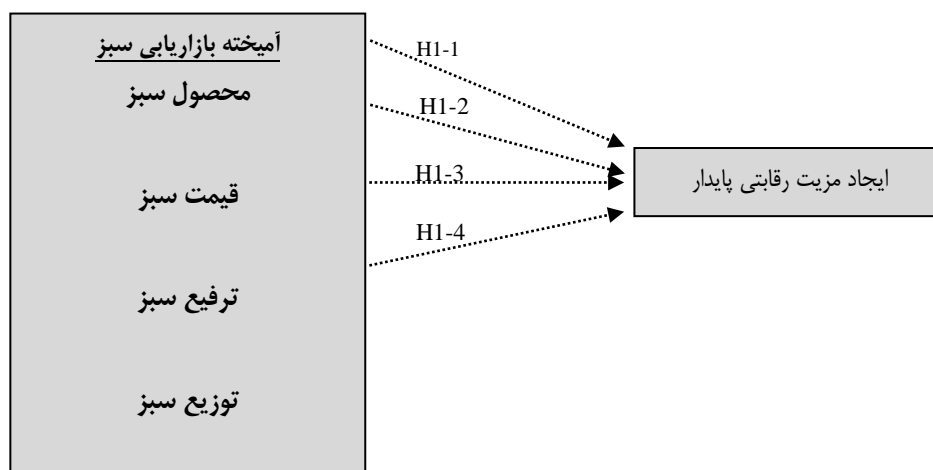 آمیخته بازاریابی سبز
محصول سبز
قیمت سبز
ترفیع سبز
توزیع سبز
H1-1
H1-2
H1-3
H1-4
ایجاد مزیت رقابتی پایدار